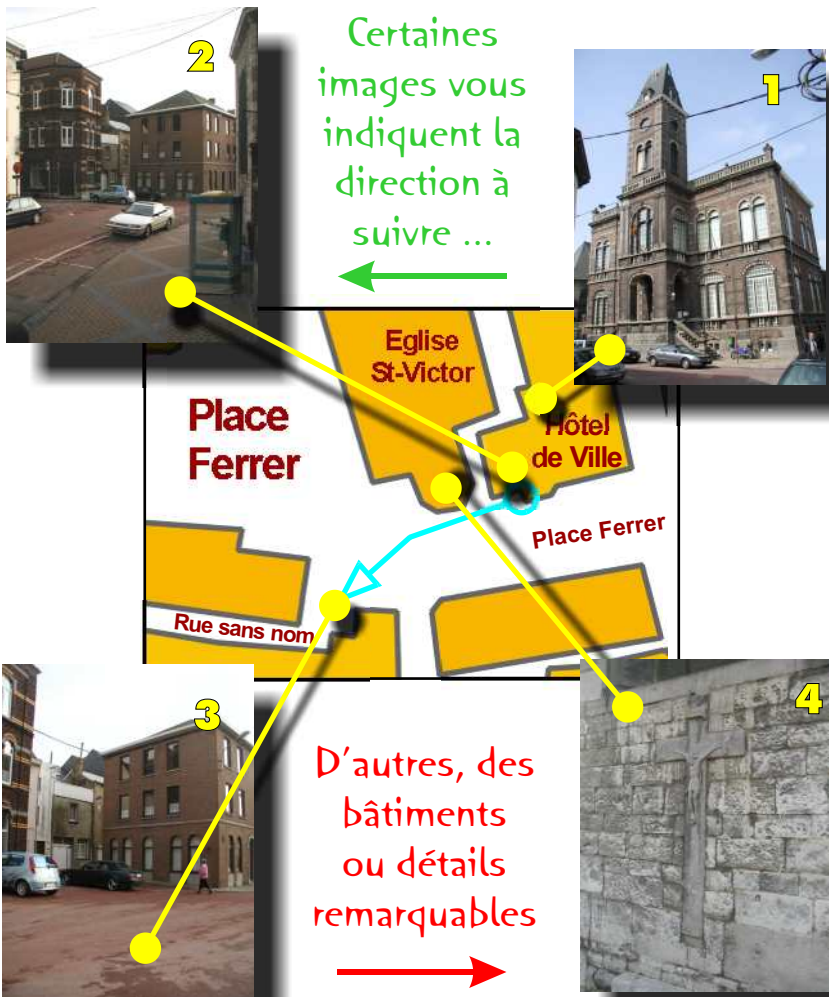 2
Certaines
images vous
indiquent la
direction à
suivre ...
1
Eglise
St-Victor
Place
Ferrer
Hôtel
de Ville
Place Ferrer
Rue sans nom
3
D'autres, des
bâtiments
ou détails
remarquables
4